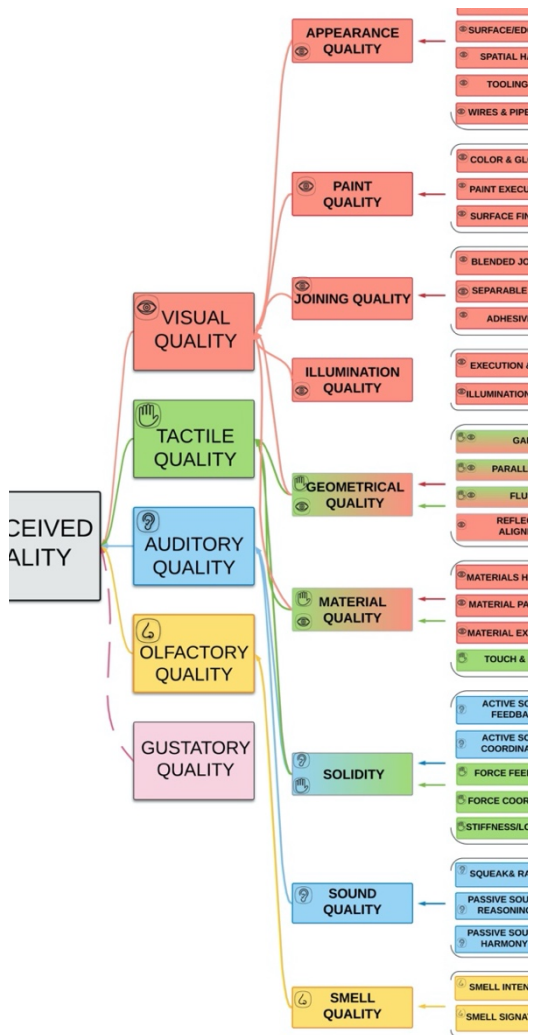 CEIVED
ALITY
VISUAL
QUALITY
TACTILE
QUALITY
AUDITORY
QUALITY
OLFACTORY
QUALITY
GUSTATORY
QUALITY
APPEARANCE
QUALITY
PAINT
QUALITY
JOINING QUALITY
ILLUMINATION
QUALITY
GEOMETRICAL
QUALITY
MATERIAL
QUALITY
SOLIDITY
SOUND
QUALITY
SMELL
QUALITY
SURFACE/ED
SPATIAL HA
TOOLING
WIRES & PIPE
COLOR & GL
PAINT EXECU
SURFACE FIN
BLENDED JO
SEPARABLE
ADHESIV
EXECUTION &
ILLUMINATION
GA
PARALL
FLU
REFLEC
ALIGN
MATERIALS H
MATERIAL PA
MATERIAL EX
TOUCH &
ACTIVE SO
FEEDBA
ACTIVE SO
COORDINA
FORCE FEE
FORCE COOR
STIFFNESS/LO
SQUEAK& RA
PASSIVE SOU
REASONING
PASSIVE SOU
HARMONY
SMELL INTEN
SMELL SIGNA